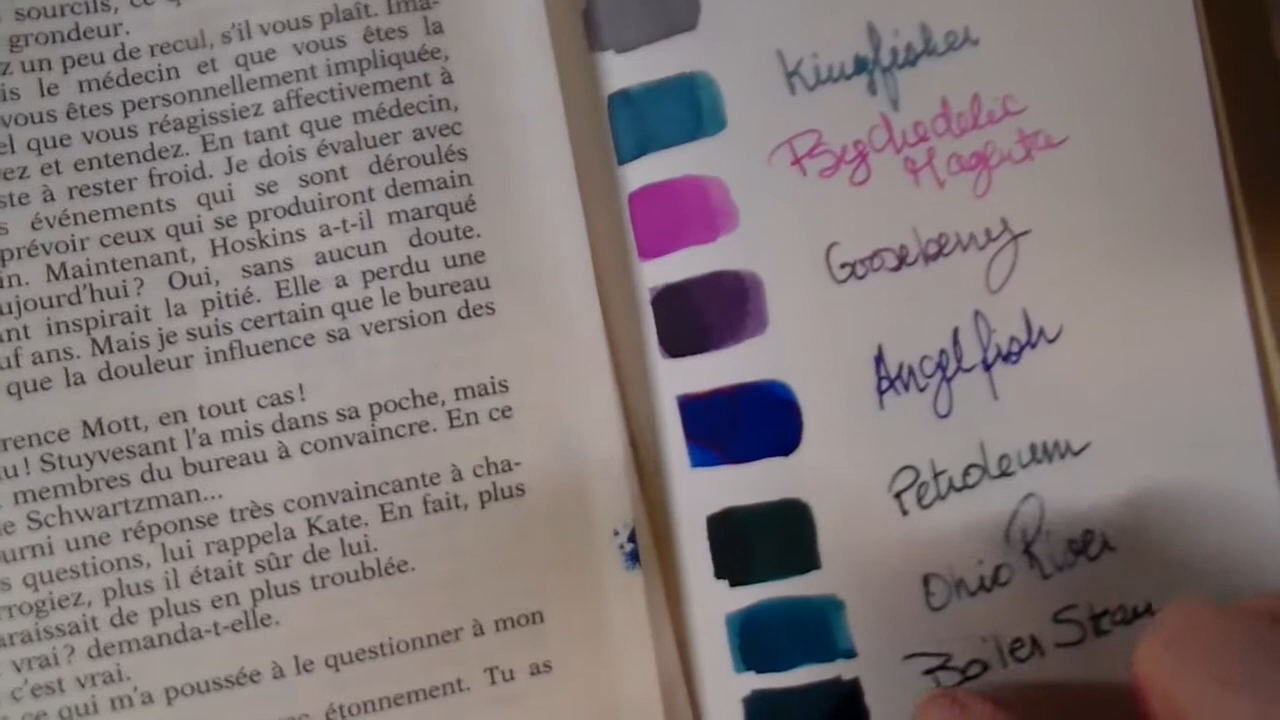 sourcils,
grondeur.
z un peu de recul, s'il vous plaît. Ima-
is le médecin et que vous êtes la
vous êtes personnellement impliquée,
el que vous réagissiez affectivement à
ez et entendez. En tant que médecin,
ste à rester froid. Je dois évaluer avec
s événements qui se sont déroulés
prévoir ceux qui se produiront demain
in. Maintenant, Hoskins a-t-il marqué
ujourd'hui? Oui, sans aucun doute.
ant inspirait la pitié. Elle a perdu une
uf ans. Mais je suis certain que le bureau
que la douleur influence sa version des
rence Mott, en tout cas!
u! Stuyvesant l'a mis dans sa poche, mais
membres du bureau à convaincre. En ce
e Schwartzman...
urni une réponse très convaincante à cha-
s questions, lui rappela Kate. En fait, plus
rrogiez, plus il était sûr de lui.
araissait de plus en plus troublée.
vrai? demanda-t-elle.
c'est vrai.
ce qui m'a poussée à le questionner à mon
étonnement. Tu as
Kingfisher
Psychedelic
Magenta
Gooseberry
Angelfish
Petroleum
Ohio River
Boiler Steam